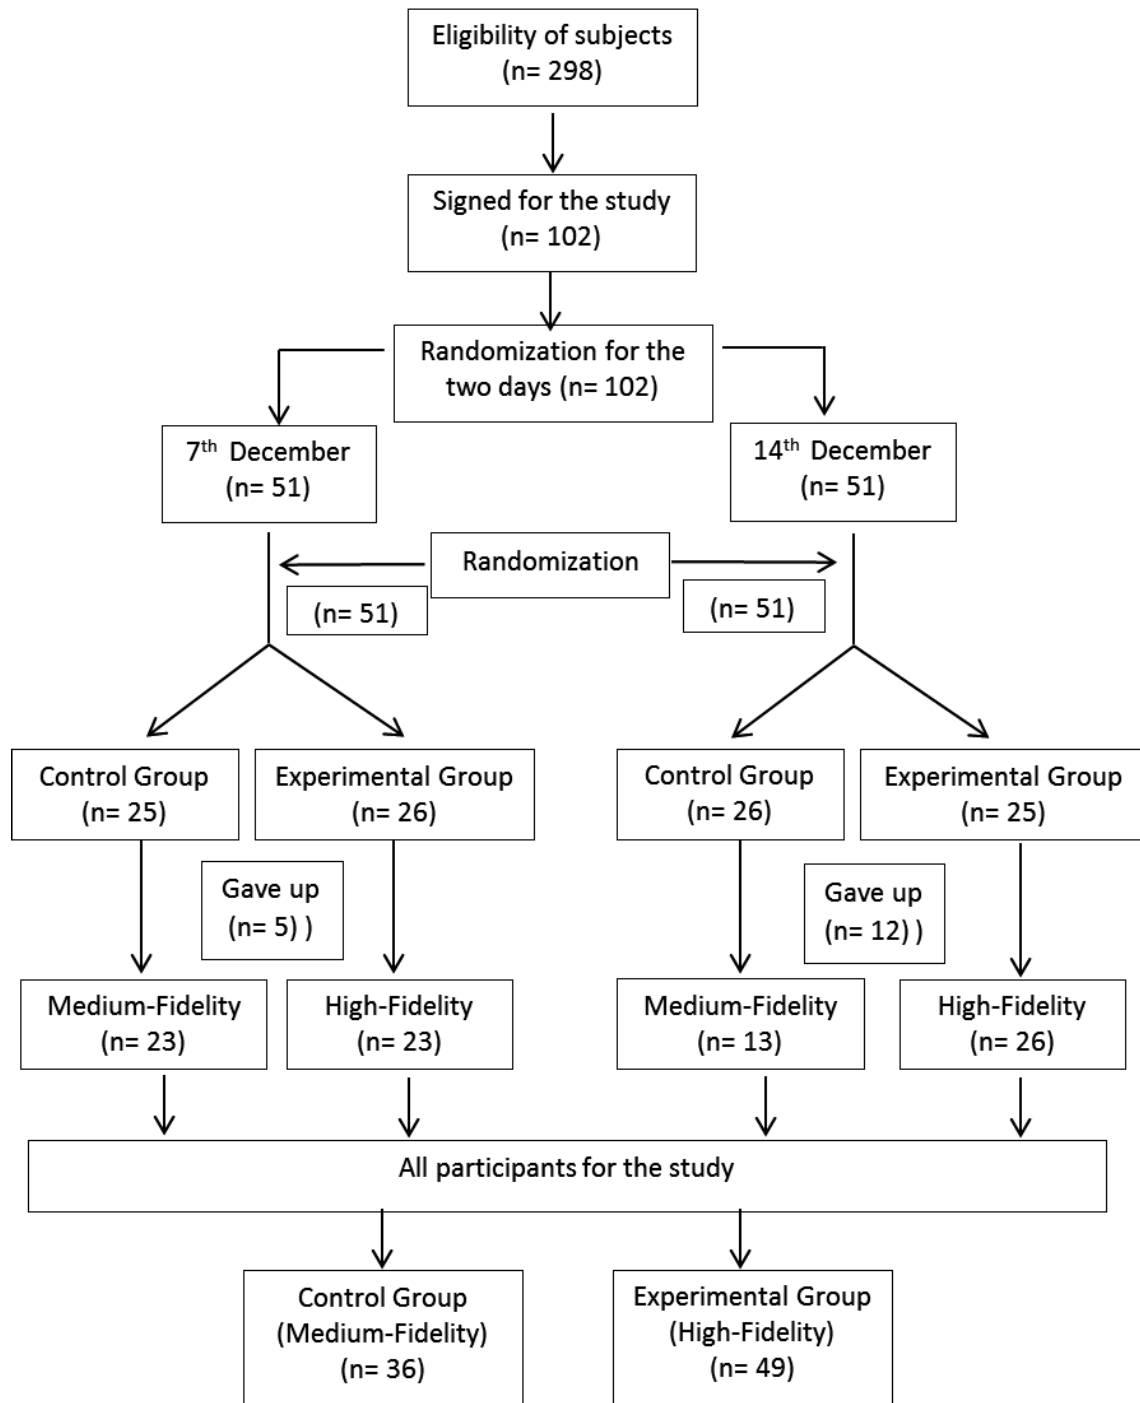 Eligibility of subjects
(n= 298)
Signed for the study
(n= 102)
Randomization for the
two days (n= 102)
7th December
(n= 51)
14th December
(n= 51)
Randomization
(n= 51)
(n= 51)
Control Group
(n= 25)
Experimental Group
(n= 26)
Control Group
(n= 26)
Experimental Group
(n= 25)
Gave up
(n= 5) )
Gave up
(n= 12) )
Medium-Fidelity
(n= 23)
High-Fidelity
(n= 23)
Medium-Fidelity
(n= 13)
High-Fidelity
(n= 26)
All participants for the study
Control Group
(Medium-Fidelity)
(n= 36)
Experimental Group
(High-Fidelity)
(n= 49)